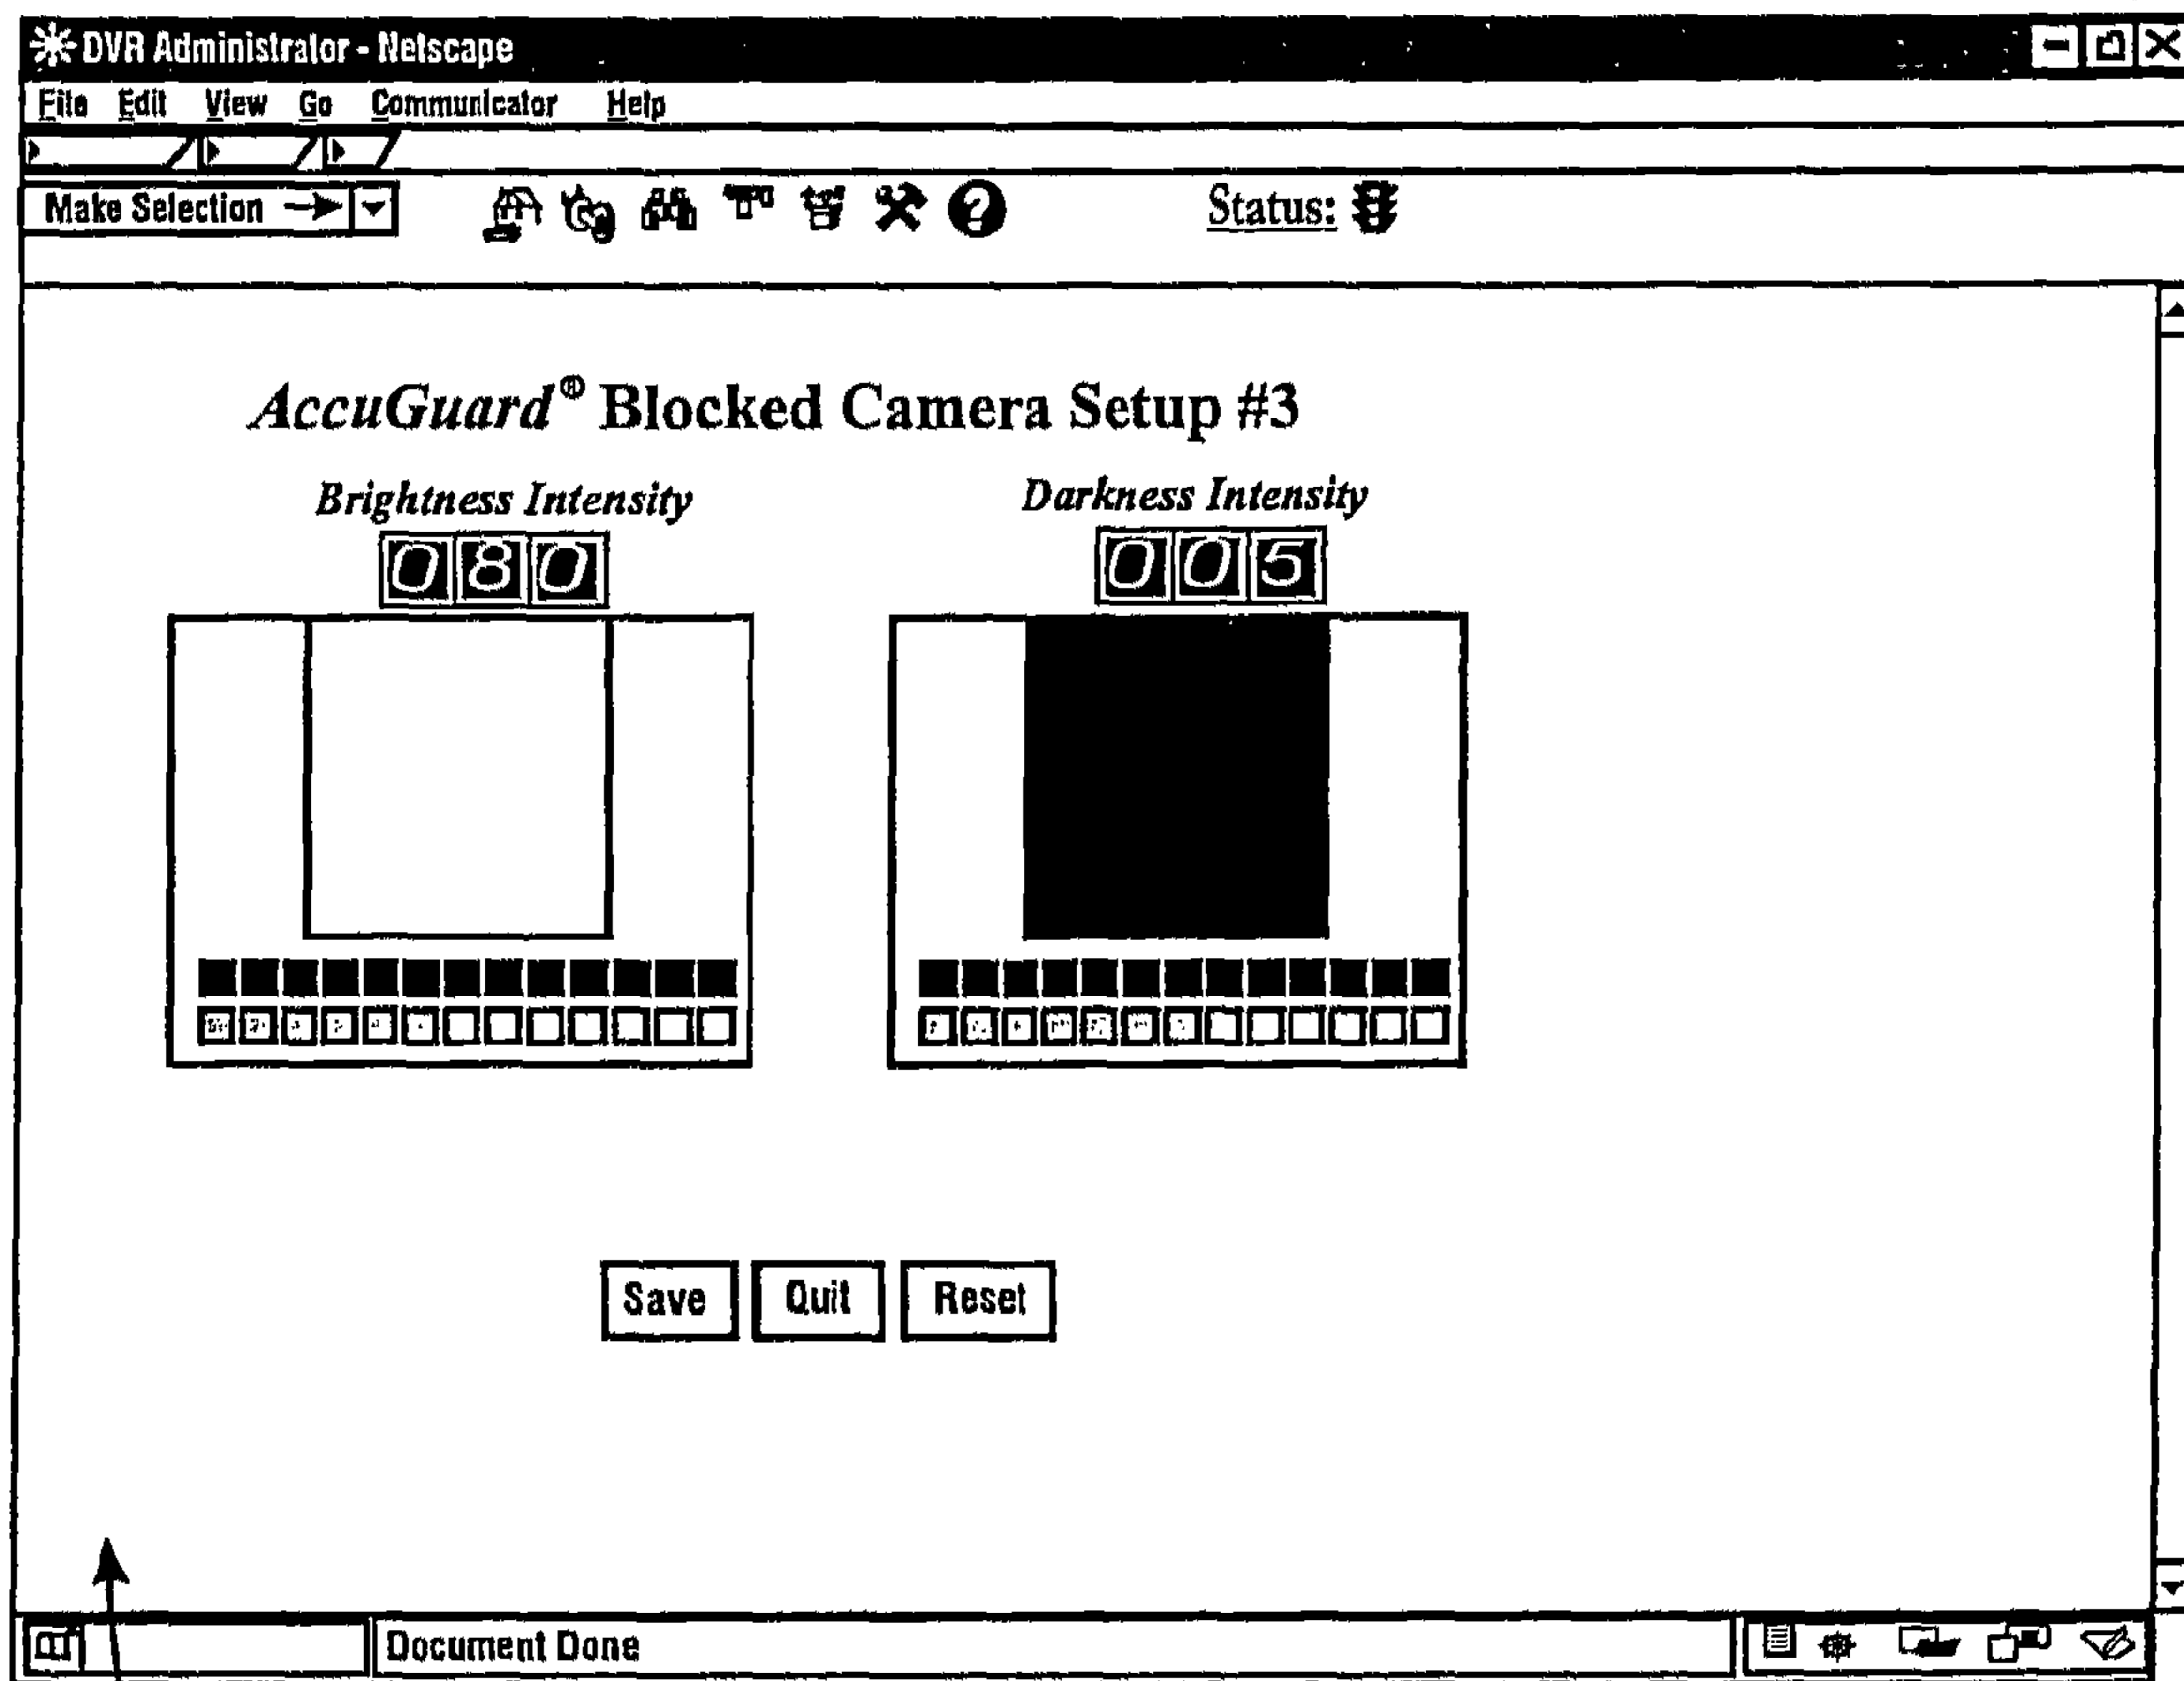 DVR Administrator - Netscape
File Edit View Go Communicator Help
Make Selection Status:
AccuGuard® Blocked Camera Setup #3
Brightness Intensity Darkness Intensity
080 005
Save Quit Reset
Document Done